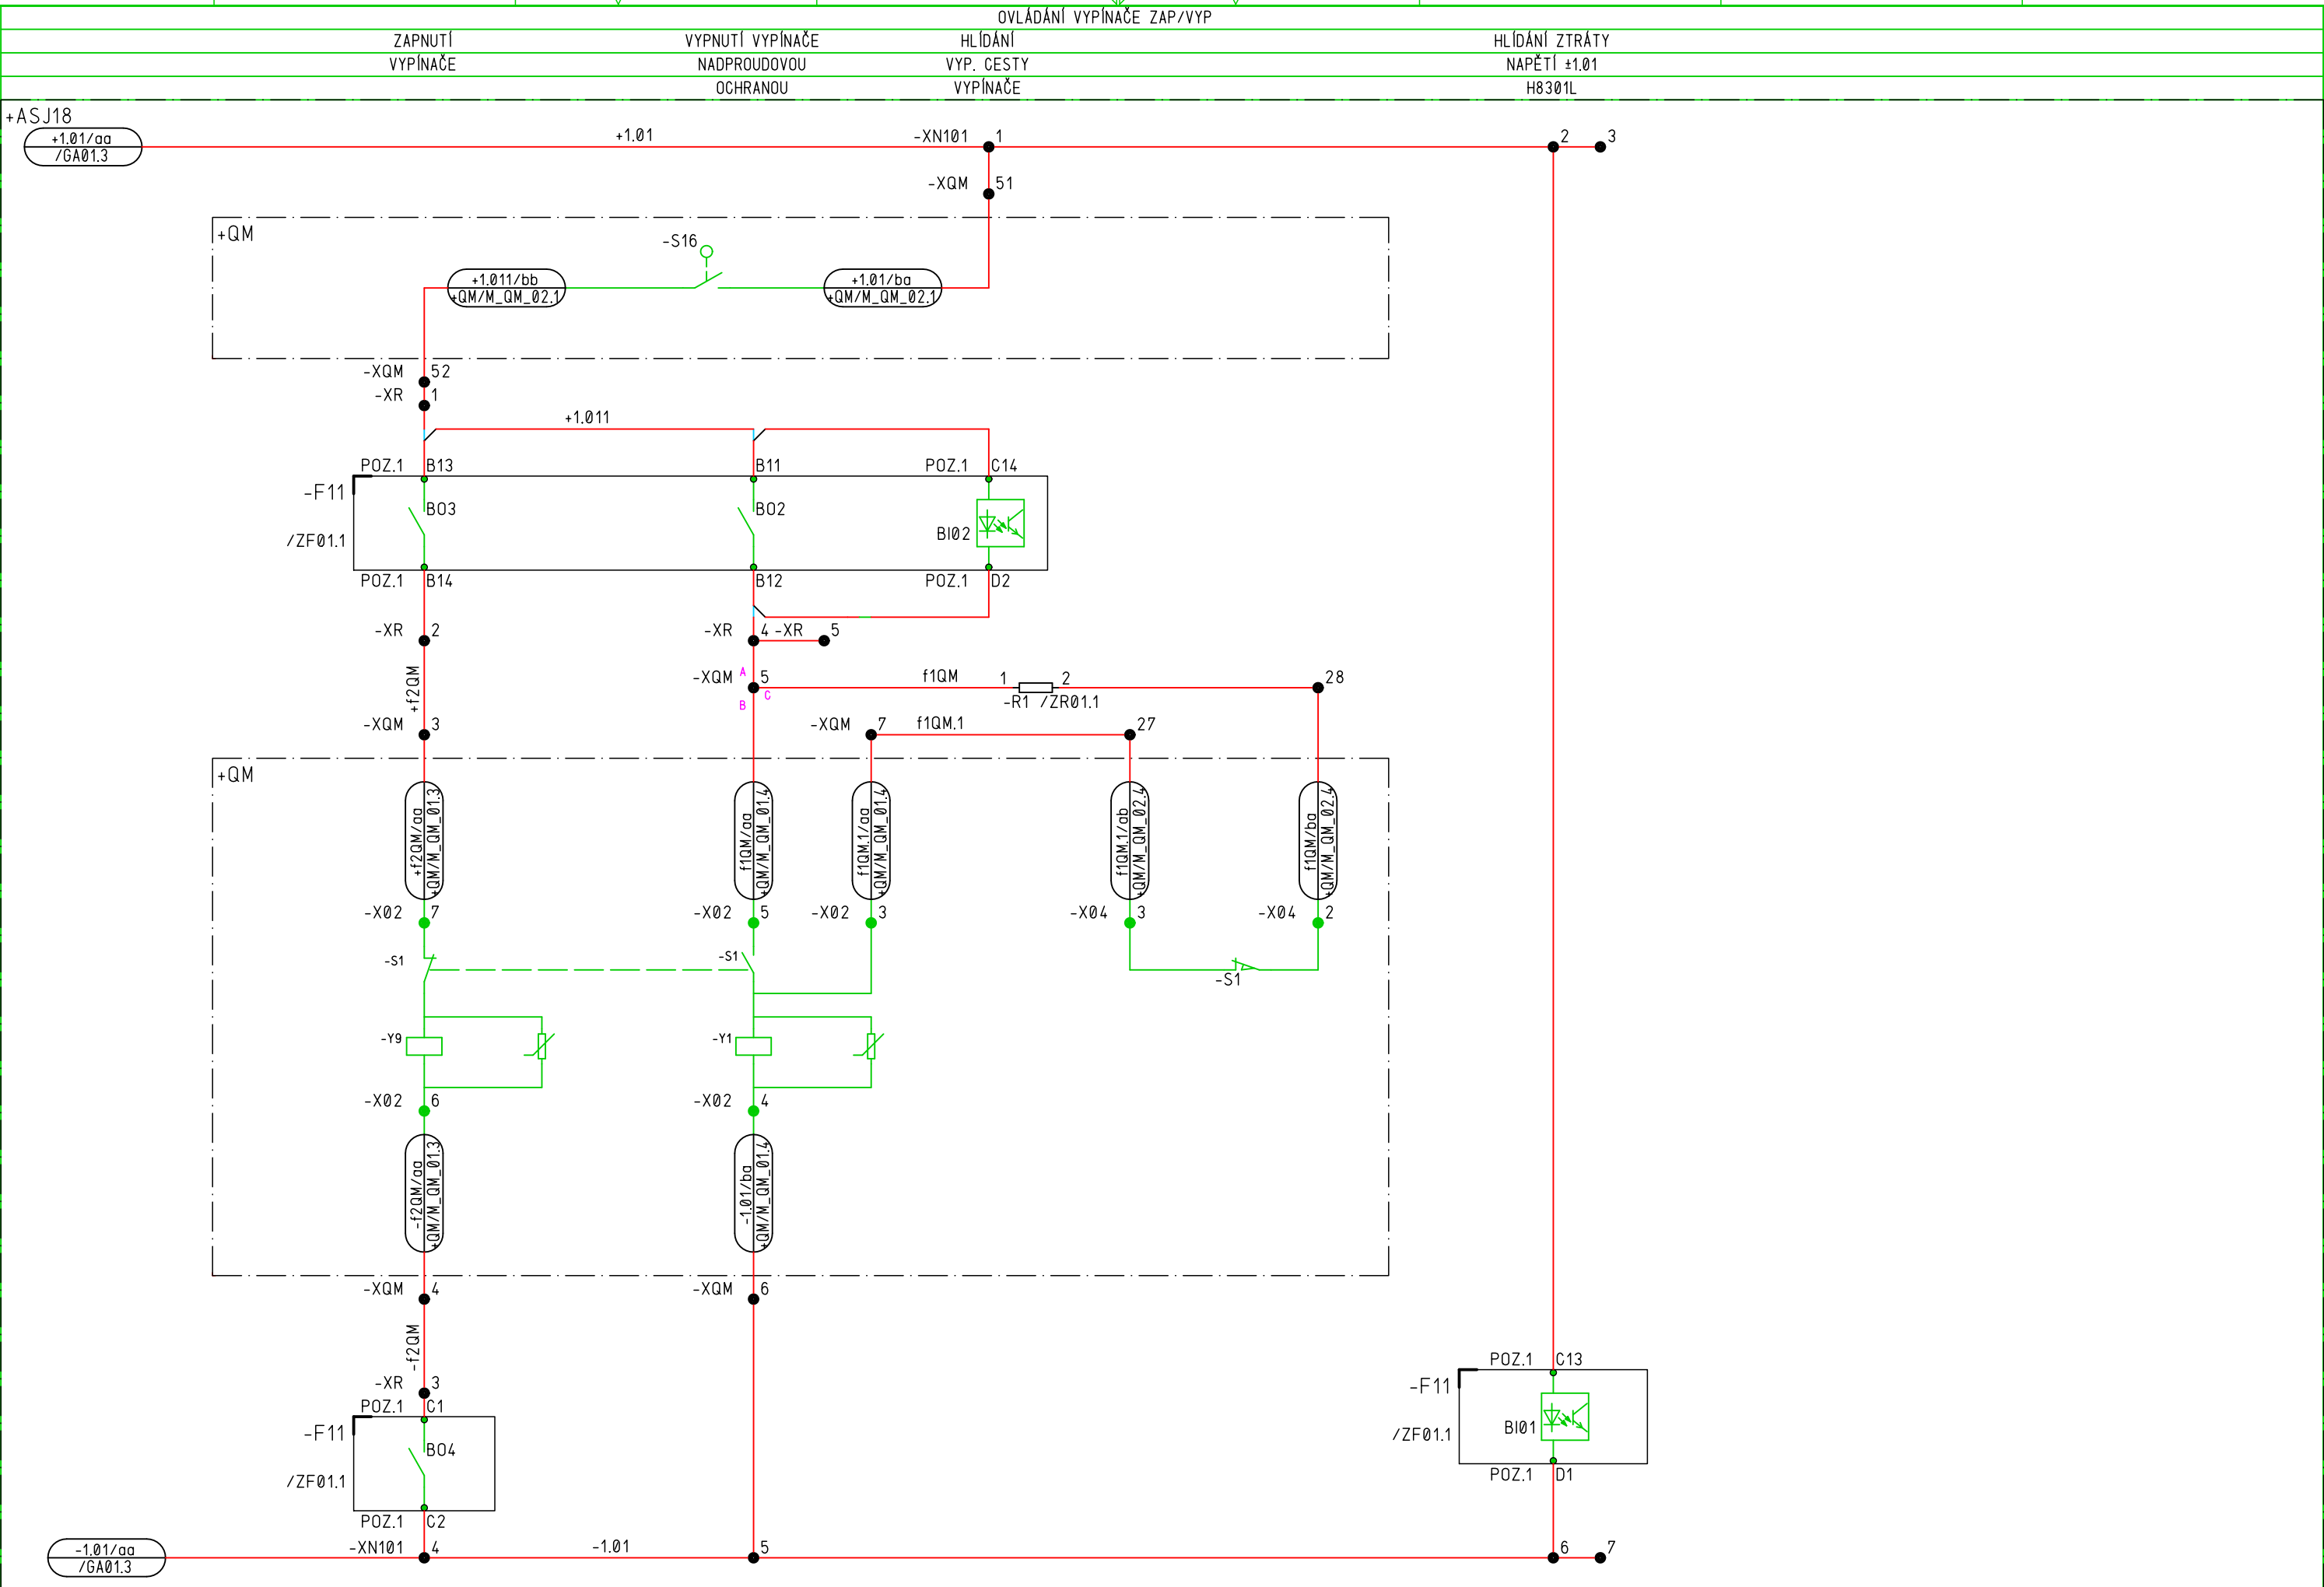 OVLÁDÁNÍ VYPÍNAČE ZAP/VYP
ZAPNUTÍ VYPNUTÍ VYPÍNAČE HLÍDÁNÍ HLÍDÁNÍ ZTRÁTY
VYPÍNAČE NADPROUDOVOU VYP. CESTY NAPĚTÍ ±1.01
OCHRANOU VYPÍNAČE H8301L
+ASJ18
+1.01/aa
/GA01.3
+1.01
-XN101 1
2
3
-XQM 51
+QM
-S16
+1.011/bb
+QM/M_QM_02.1
+1.01/ba
+QM/M_QM_02.1
-XQM 52
-XR 1
+1.011
POZ.1 B13
B11
POZ.1 C14
-F11
BO3
BO2
BI02
/ZF01.1
POZ.1 B14
B12
POZ.1 D2
-XR 2
-XR 4
-XR 5
+f2QM
-XQM A 5
C
B
f1QM
1 2
-R1 /ZR01.1
28
-XQM 3
-XQM 7
f1QM.1
27
+QM
+f2QM/aa
+QM/M_QM_01.3
f1QM/aa
+QM/M_QM_01.4
f1QM.1/aa
+QM/M_QM_01.4
f1QM.1/ab
+QM/M_QM_02.4
f1QM/ba
+QM/M_QM_02.4
-X02 7
-X02 5
-X02 3
-X04 3
-X04 2
-S1
-S1
-S1
-Y9
-Y1
-X02 6
-X02 4
-f2QM/aa
+QM/M_QM_01.3
-1.01/ba
+QM/M_QM_01.4
-XQM 4
-XQM 6
-f2QM
-XR 3
POZ.1 C1
-F11
BO4
/ZF01.1
POZ.1 C2
POZ.1 C13
-F11
BI01
/ZF01.1
POZ.1 D1
-1.01/aa
/GA01.3
-XN101 4
-1.01
5
6
7